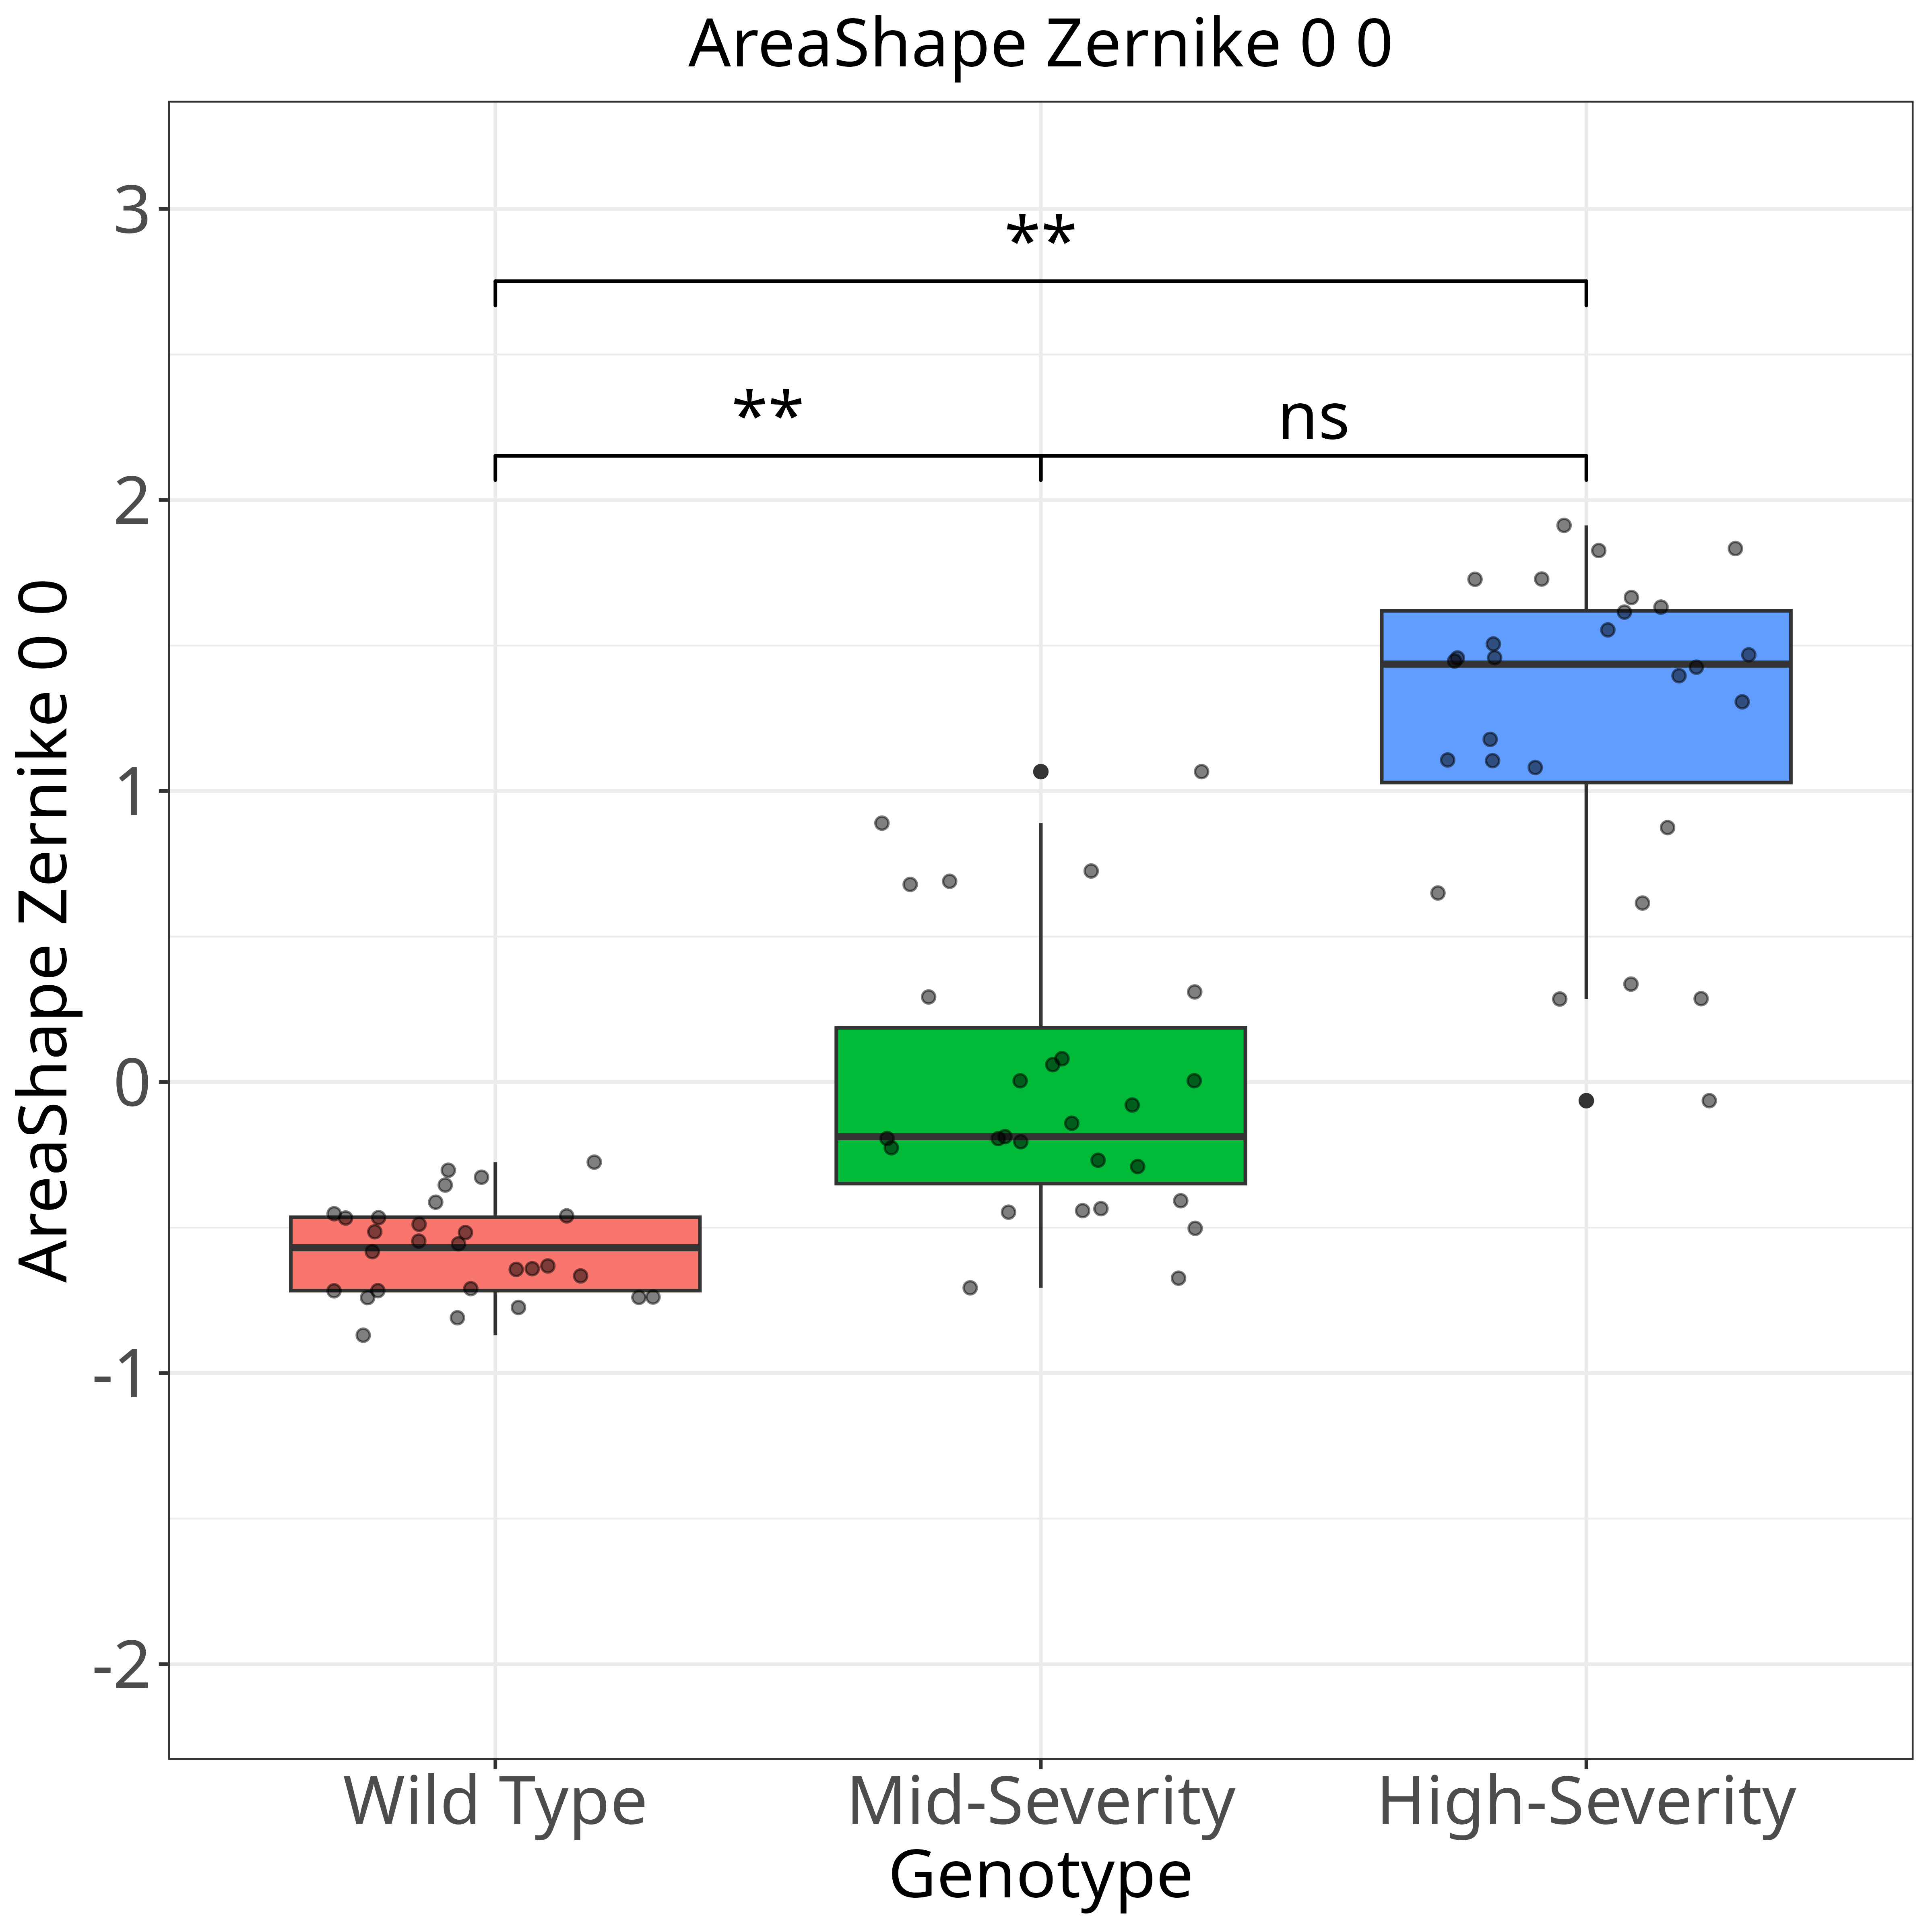 AreaShape Zernike 0 0
AreaShape Zernike 0 0
3
2
1
0
-1
-2
**
**
ns
Wild Type
Mid-Severity
High-Severity
Genotype